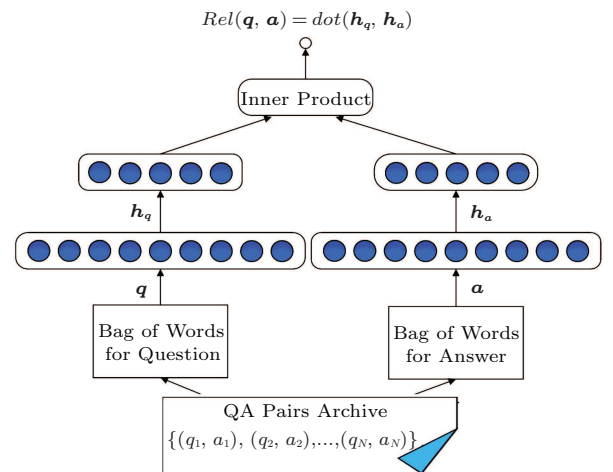 Rel(q, a) = dot(h_q, h_a)
Inner Product
h_q h_a
q a
Bag of Words
for Question
Bag of Words
for Answer
QA Pairs Archive
{(q_1, a_1), (q_2, a_2),...,(q_N, a_N)}